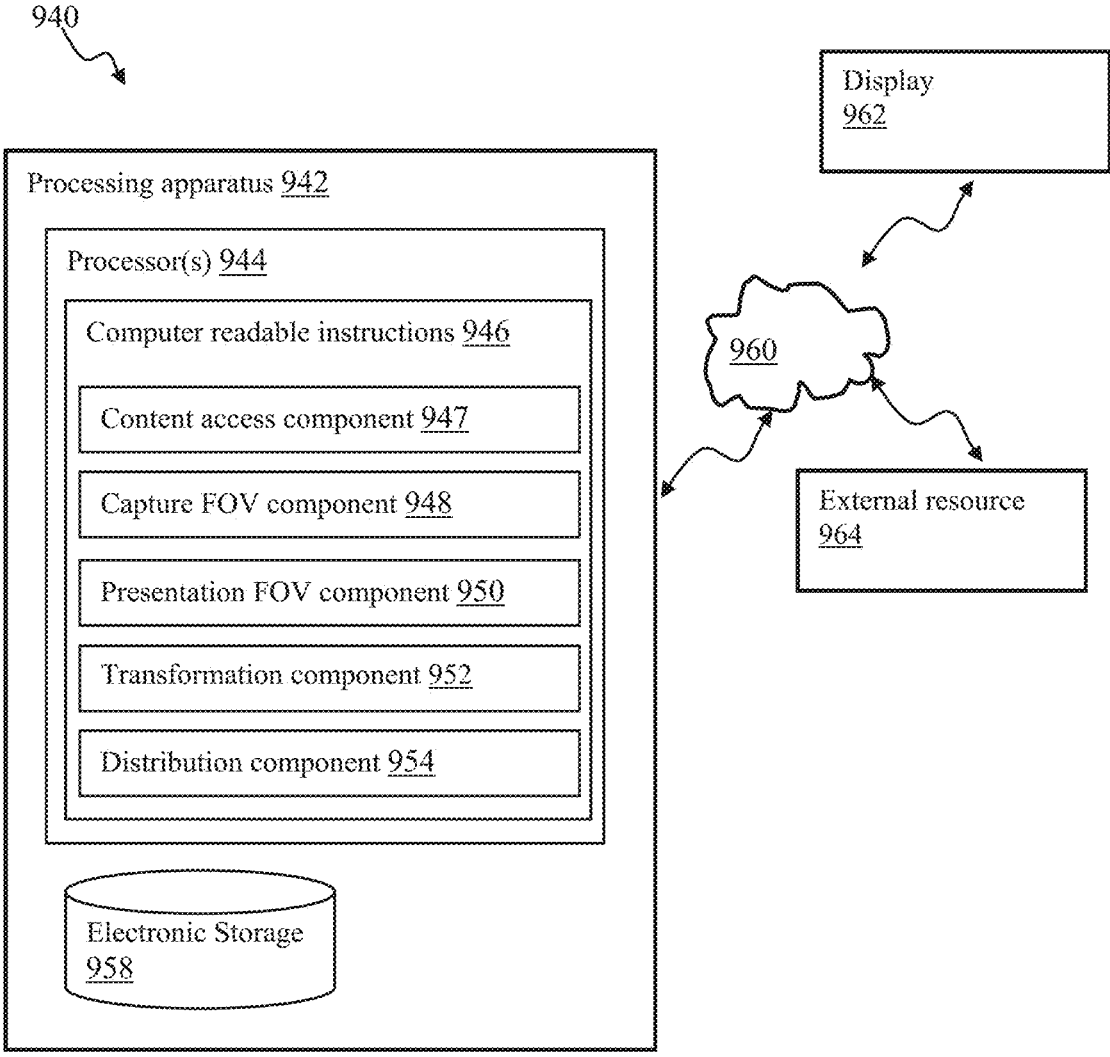 940
Display
962
Processing apparatus 942
Processor(s) 944
Computer readable instructions 946
960
Content access component 947
Capture FOV component 948
External resource
964
Presentation FOV component 950
Transformation component 952
Distribution component 954
Electronic Storage
958